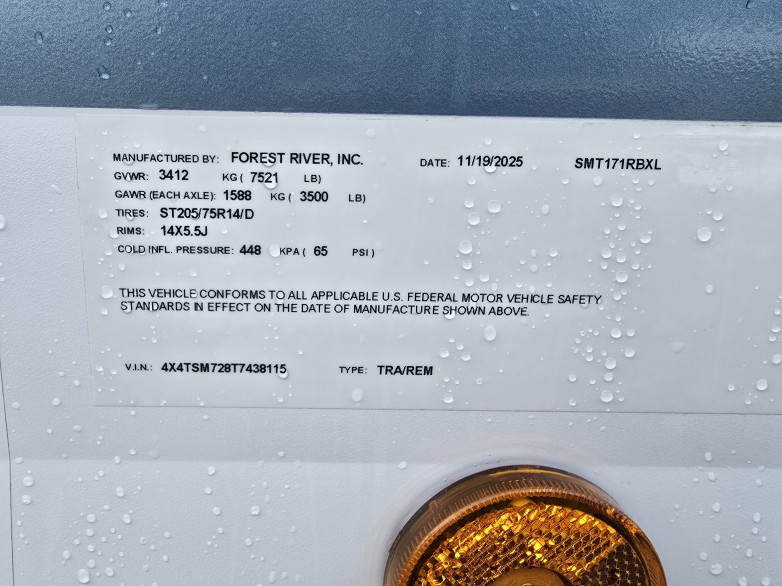 MANUFACTURED BY: FOREST RIVER, INC. DATE: 11/19/2025 SMT171RBXL
GVWR: 3412 KG ( 7521 LB)
GAWR (EACH AXLE): 1588 KG ( 3500 LB)
TIRES: ST205/75R14/D
RIMS: 14X5.5J
COLD INFL. PRESSURE: 448 KPA ( 65 PSI )
THIS VEHICLE CONFORMS TO ALL APPLICABLE U.S. FEDERAL MOTOR VEHICLE SAFETY
STANDARDS IN EFFECT ON THE DATE OF MANUFACTURE SHOWN ABOVE.
V.I.N.: 4X4TSM728T7438115 TYPE: TRA/REM